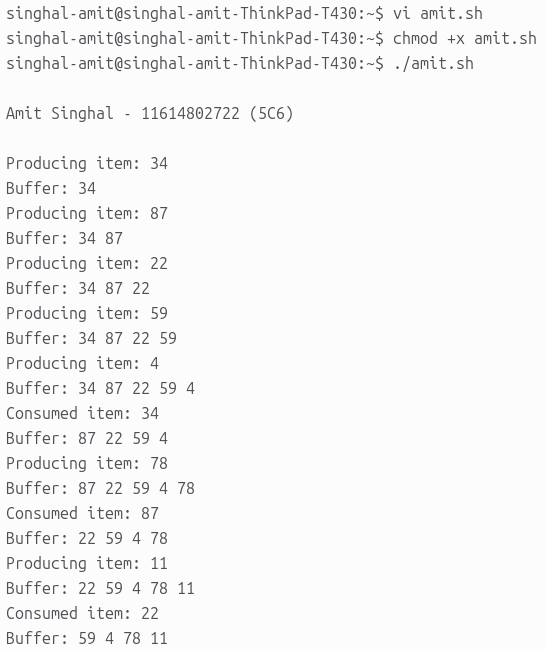 singhal-amit@singhal-amit-ThinkPad-T430:~$ vi amit.sh
singhal-amit@singhal-amit-ThinkPad-T430:~$ chmod +x amit.sh
singhal-amit@singhal-amit-ThinkPad-T430:~$ ./amit.sh
Amit Singhal - 11614802722 (5C6)
Producing item: 34
Buffer: 34
Producing item: 87
Buffer: 34 87
Producing item: 22
Buffer: 34 87 22
Producing item: 59
Buffer: 34 87 22 59
Producing item: 4
Buffer: 34 87 22 59 4
Consumed item: 34
Buffer: 87 22 59 4
Producing item: 78
Buffer: 87 22 59 4 78
Consumed item: 87
Buffer: 22 59 4 78
Producing item: 11
Buffer: 22 59 4 78 11
Consumed item: 22
Buffer: 59 4 78 11